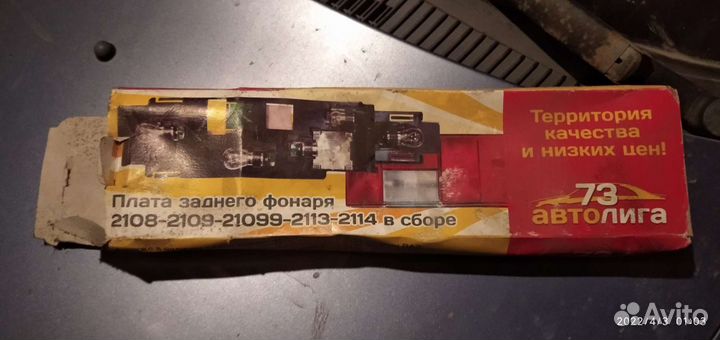 Территория
качества
и низких цен!
73
автолига
Плата заднего фонаря
2108-2109-21099-2113-2114 в сборе
Avito
2022/4/3 01:03